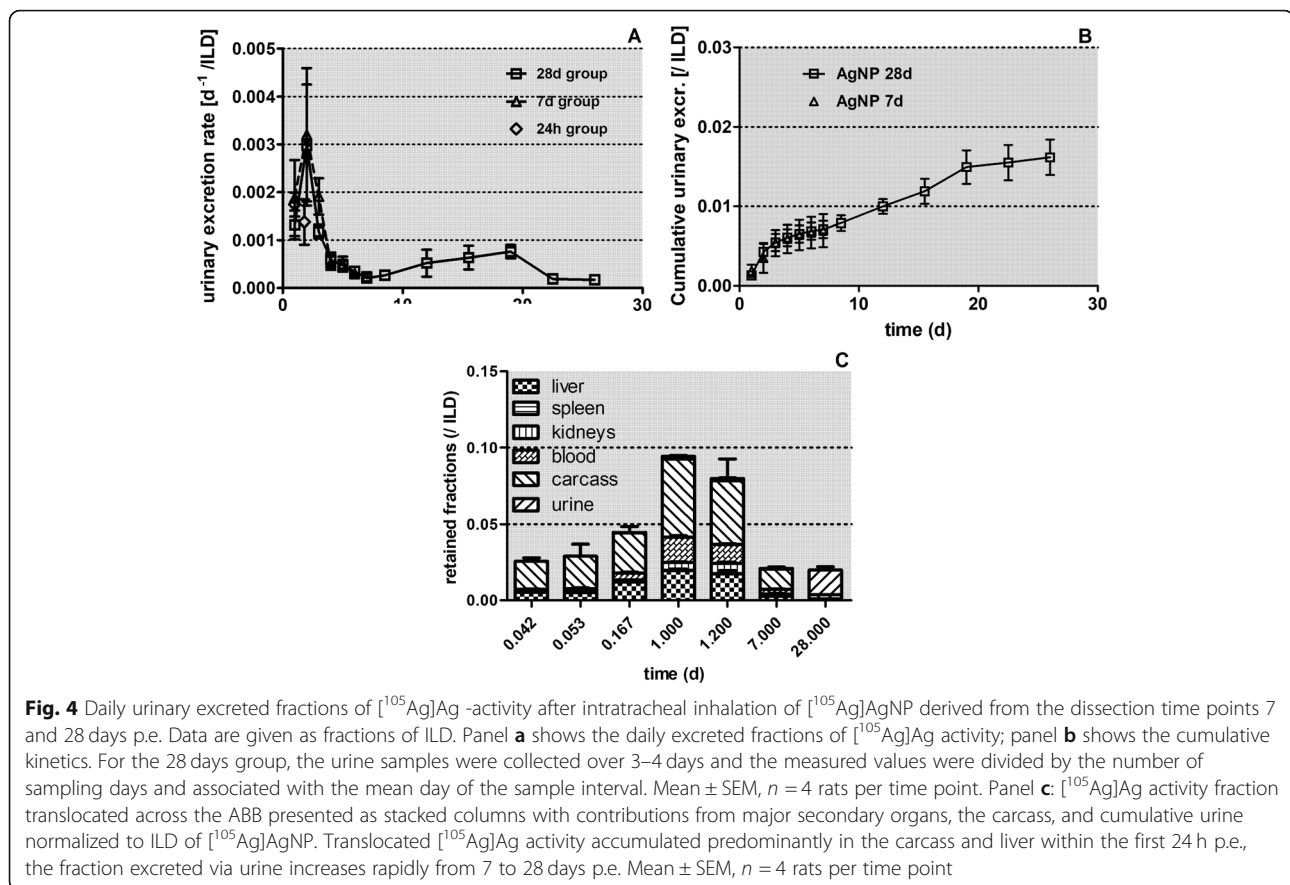 A
0.005
0.004
0.003
0.002
0.001
0.000
urinary excretion rate [d⁻¹ /ILD]
28d group
7d group
24h group
0 10 20 30
B
0.03
0.02
0.01
0.00
Cumulative urinary excr. [/ ILD]
AgNP 28d
AgNP 7d
0 10 20 30
time (d)
C
0.15
0.10
0.05
0.00
retained fractions (/ ILD)
liver
spleen
kidneys
blood
carcass
urine
0.042 0.053 0.167 1.000 1.200 7.000 28.000
time (d)
Fig. 4 Daily urinary excreted fractions of [¹⁰⁵Ag]Ag -activity after intratracheal inhalation of [¹⁰⁵Ag]AgNP derived from the dissection time points 7
and 28 days p.e. Data are given as fractions of ILD. Panel a shows the daily excreted fractions of [¹⁰⁵Ag]Ag activity; panel b shows the cumulative
kinetics. For the 28 days group, the urine samples were collected over 3–4 days and the measured values were divided by the number of
sampling days and associated with the mean day of the sample interval. Mean ± SEM, n = 4 rats per time point. Panel c: [¹⁰⁵Ag]Ag activity fraction
translocated across the ABB presented as stacked columns with contributions from major secondary organs, the carcass, and cumulative urine
normalized to ILD of [¹⁰⁵Ag]AgNP. Translocated [¹⁰⁵Ag]Ag activity accumulated predominantly in the carcass and liver within the first 24 h p.e.,
the fraction excreted via urine increases rapidly from 7 to 28 days p.e. Mean ± SEM, n = 4 rats per time point